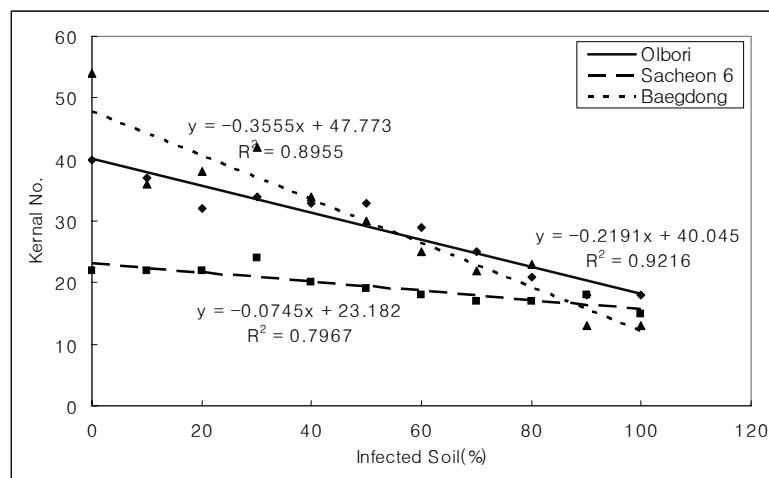 60
50
40
30
20
10
0
Kernal No.
Olbori
Sacheon 6
Baegdong
y = -0.3555x + 47.773
R² = 0.8955
y = -0.2191x + 40.045
R² = 0.9216
y = -0.0745x + 23.182
R² = 0.7967
0 20 40 60 80 100 120
Infected Soil(%)